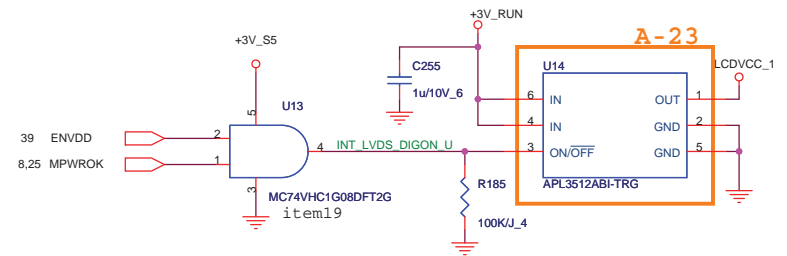 +3V_RUN
A-23
+3V_S5
LCDVCC_1
C255
U14
1u/10V_6
U13
5
6 IN OUT 1
39 ENVDD 2
4 IN GND 2
8,25 MPWROK 1
4 INT_LVDS_DIGON_U 3 ON/OFF GND 5
3
R185 APL3512ABI-TRG
MC74VHC1G08DFT2G
item19
100K/J_4